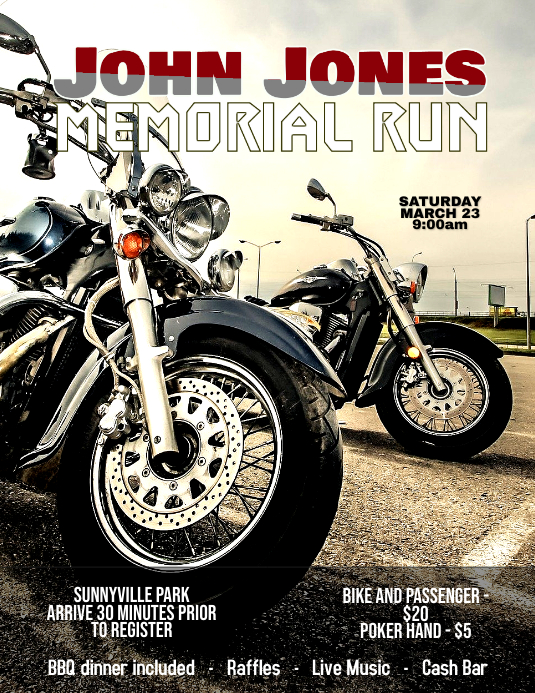 JOHN JONES
MEMORIAL RUN
SATURDAY
MARCH 23
9:00am
SUNNYVILLE PARK
ARRIVE 30 MINUTES PRIOR
TO REGISTER
BIKE AND PASSENGER -
$20
POKER HAND - $5
BBQ dinner included - Raffles - Live Music - Cash Bar